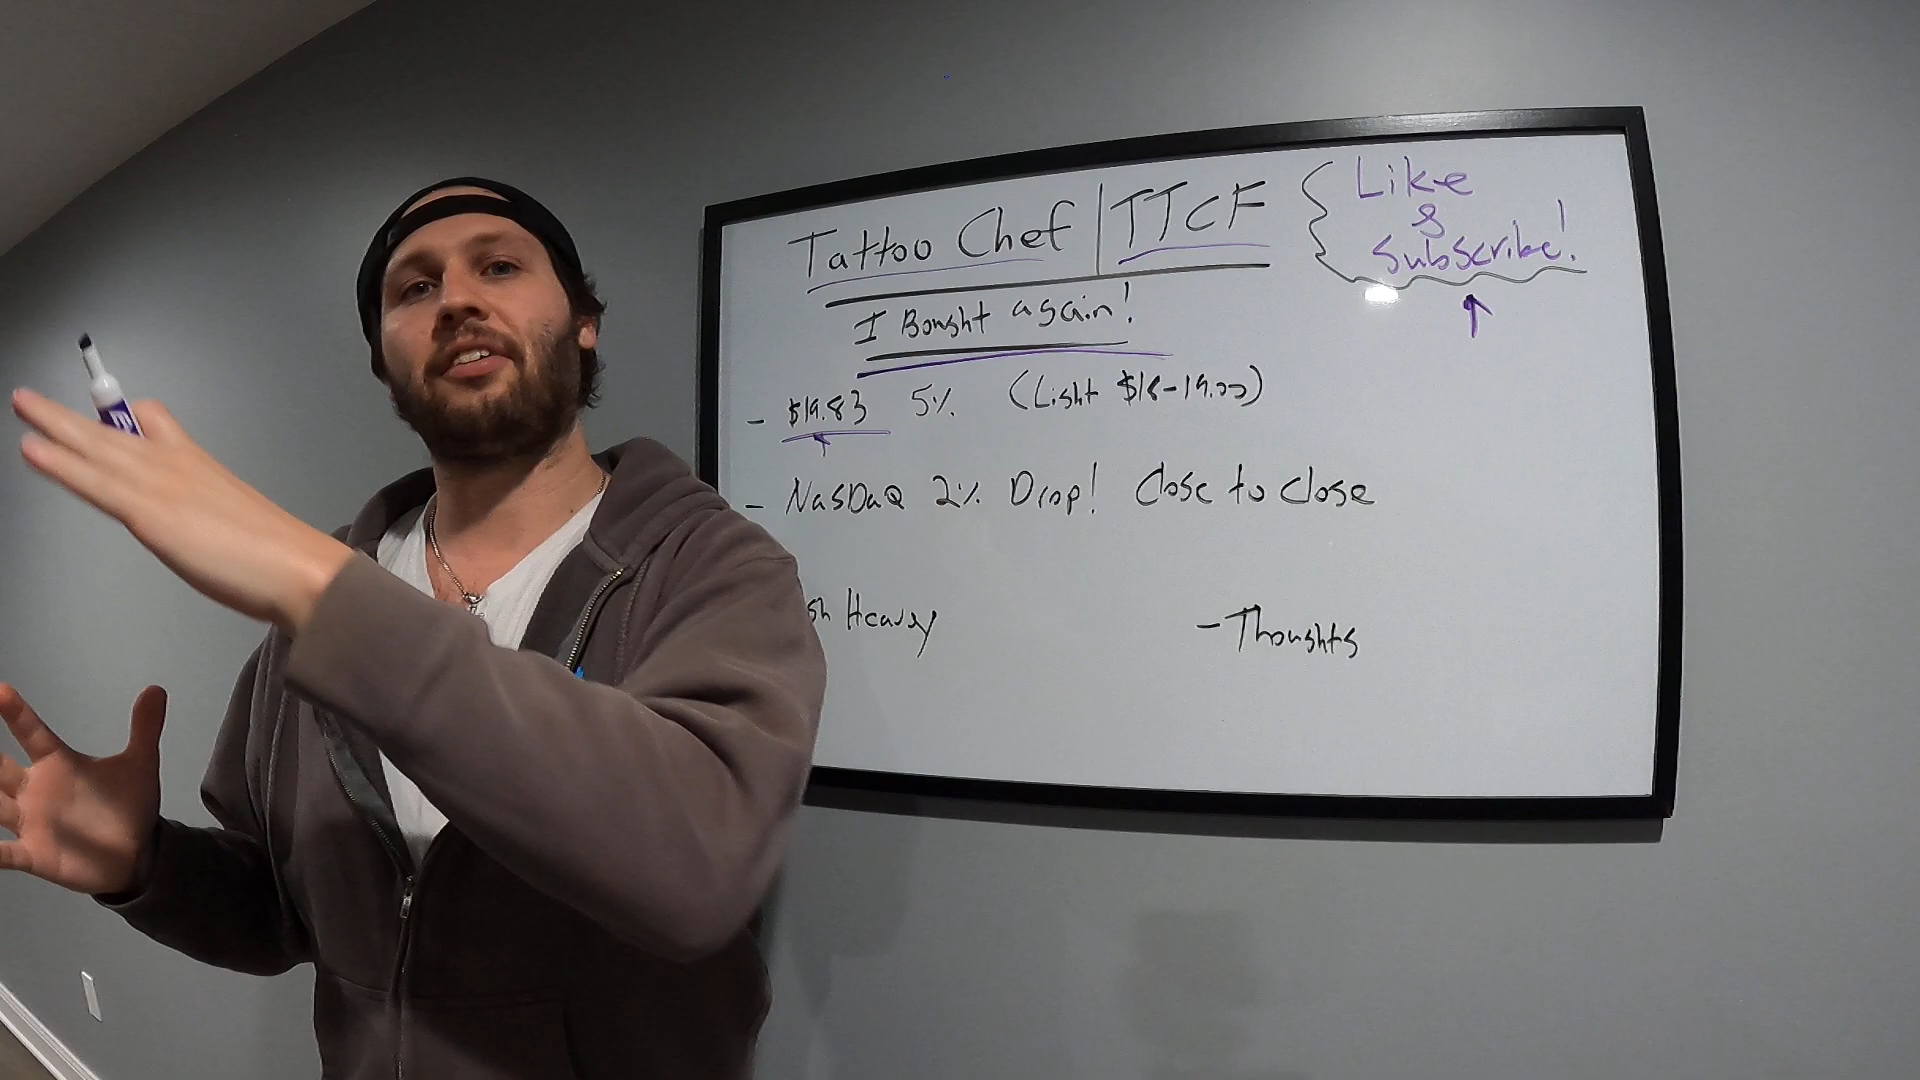 Tattoo Chef | TTCF
Like
&
Subscribe!
I Bought again!
- $19.83 5% (Light $18-19.00)
- NasDaQ 2% Drop! Close to close
sh Heavy
- Thoughts